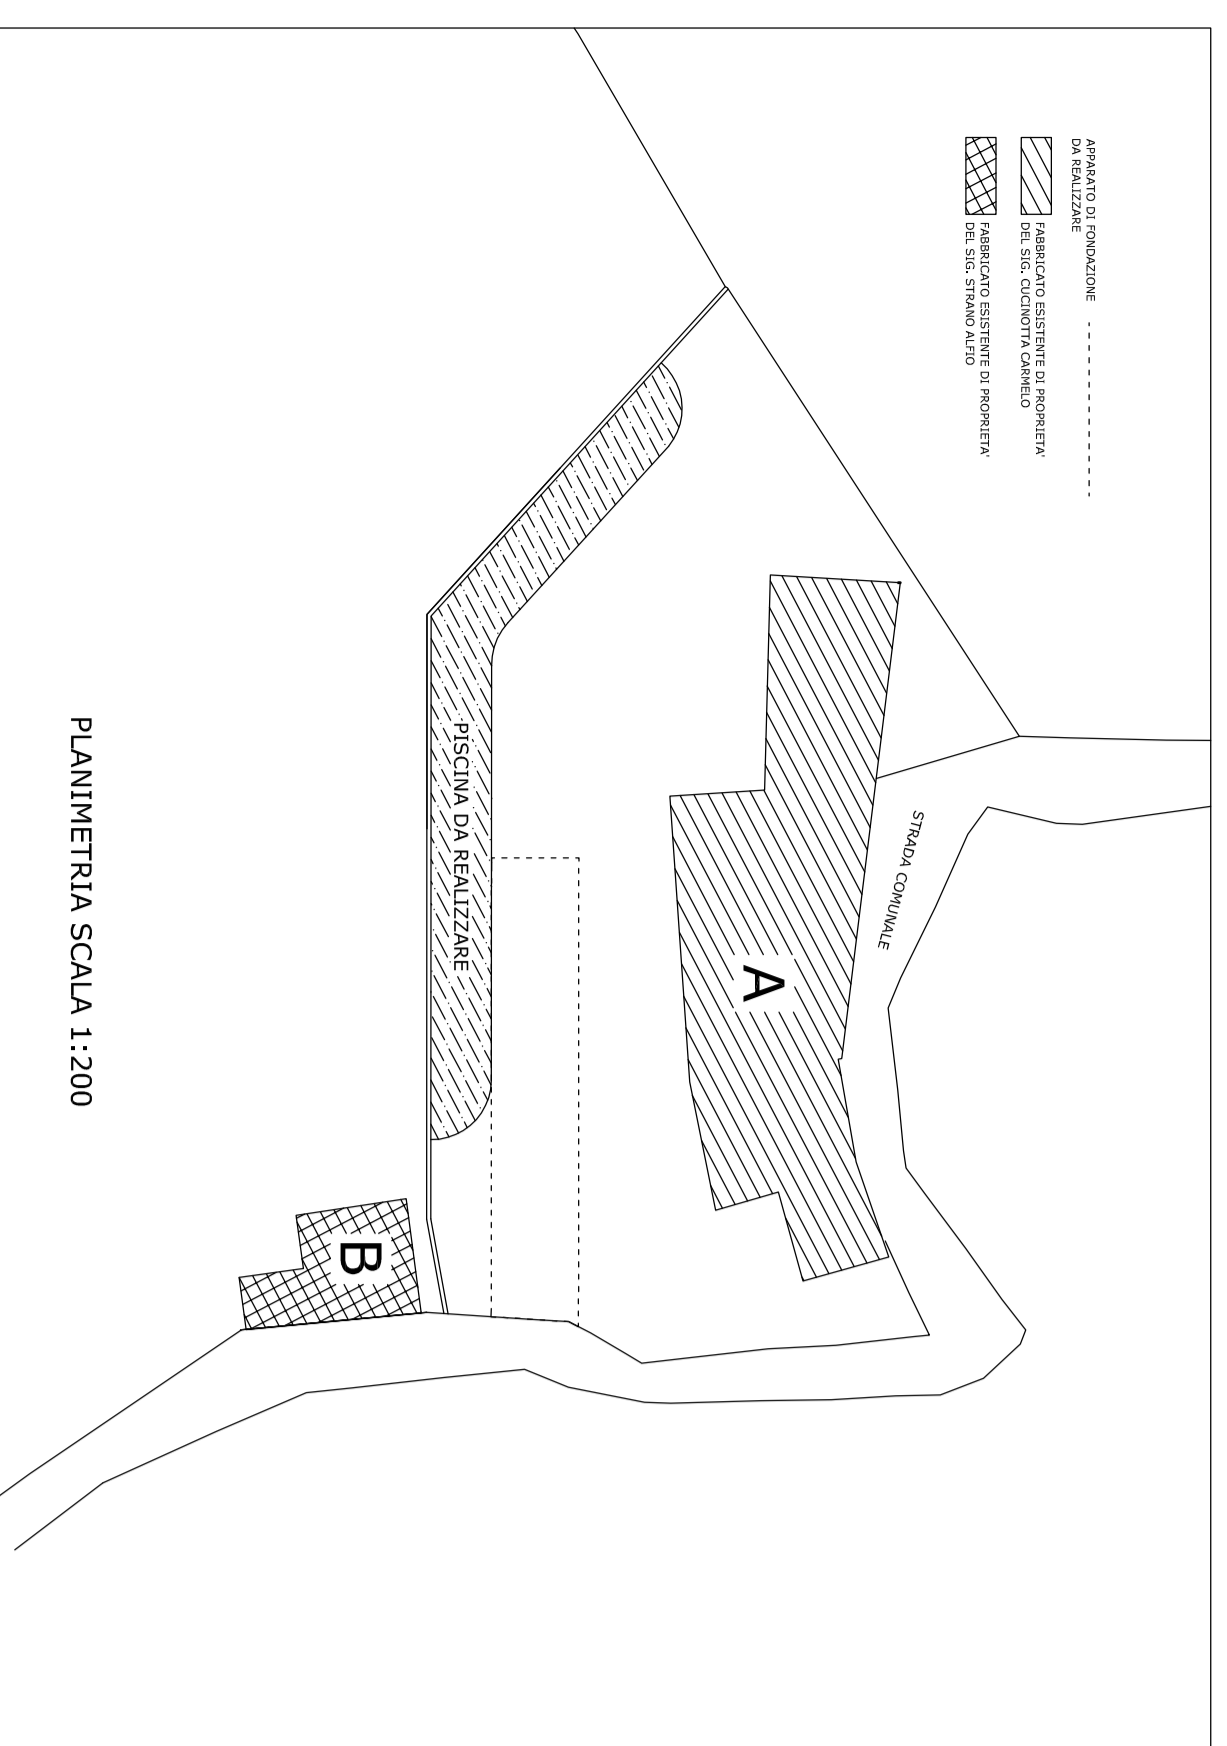 APPARATO DI FONDAZIONE
DA REALIZZARE
FABBRICATO ESISTENTE DI PROPRIETA'
DEL SIG. CUCINOTTA CARMELO
FABBRICATO ESISTENTE DI PROPRIETA'
DEL SIG. STRANO ALFIO
STRADA COMUNALE
A
PISCINA DA REALIZZARE
B
PLANIMETRIA SCALA 1:200